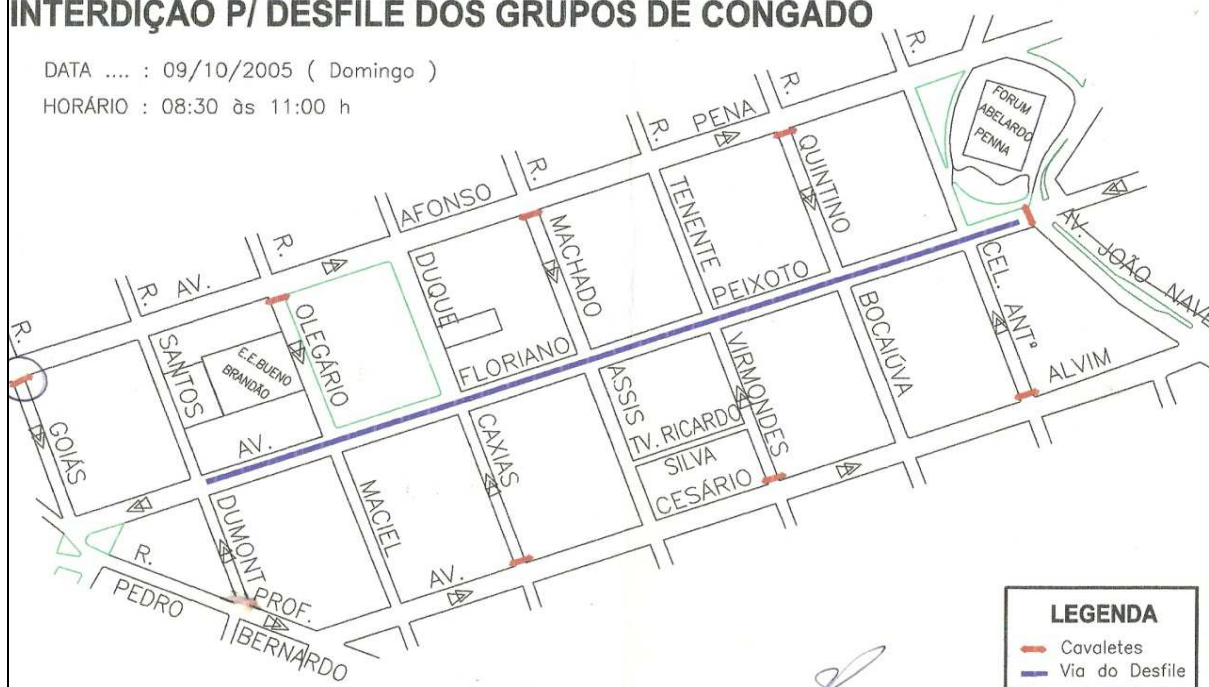 INTERDIÇÃO P/ DESFILE DOS GRUPOS DE CONGADO
DATA .... : 09/10/2005 ( Domingo )
HORÁRIO : 08:30 às 11:00 h
R.
R.
R.
R.
R.
R.
R.
AV.
AFONSO
PENA
FORUM
ABELARDO
PENNA
GOIÁS
SANTOS
DUMONT
E.E.BUENO
BRANDÃO
OLEGÁRIO
MACIEL
DUQUE
CAXIAS
MACHADO
ASSIS
TENENTE
VIRMONDES
QUINTINO
BOCAIÚVA
CEL. ANTº
ALVIM
AV. JOÃO NAVE
AV.
FLORIANO
PEIXOTO
TV. RICARDO
SILVA
AV.
CESÁRIO
R.
PROF.
PEDRO
BERNARDO
LEGENDA
Cavaletes
Via do Desfile